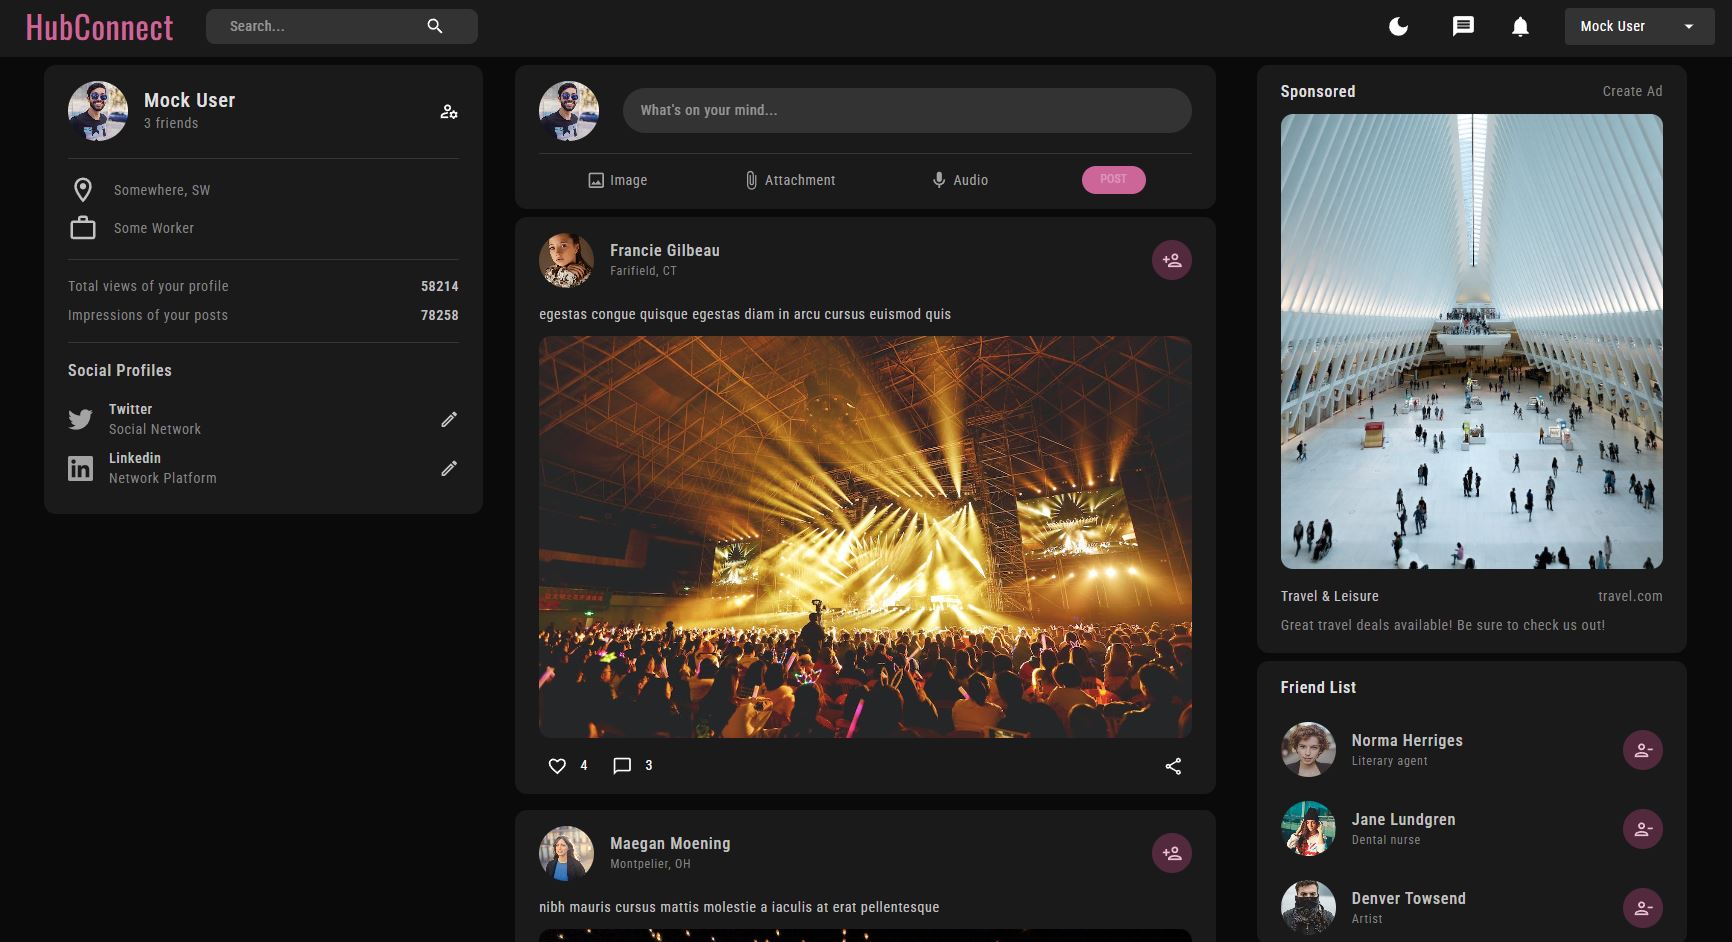 HubConnect
Search...
Mock User
Mock User
3 friends
Somewhere, SW
Some Worker
Total views of your profile 58214
Impressions of your posts 78258
Social Profiles
Twitter
Social Network
Linkedin
Network Platform
What's on your mind...
Image Attachment Audio POST
Francie Gilbeau
Farifield, CT
egestas congue quisque egestas diam in arcu cursus euismod quis
4 3
Maegan Moening
Montpelier, OH
nibh mauris cursus mattis molestie a iaculis at erat pellentesque
Sponsored Create Ad
Travel & Leisure travel.com
Great travel deals available! Be sure to check us out!
Friend List
Norma Herriges
Literary agent
Jane Lundgren
Dental nurse
Denver Towsend
Artist